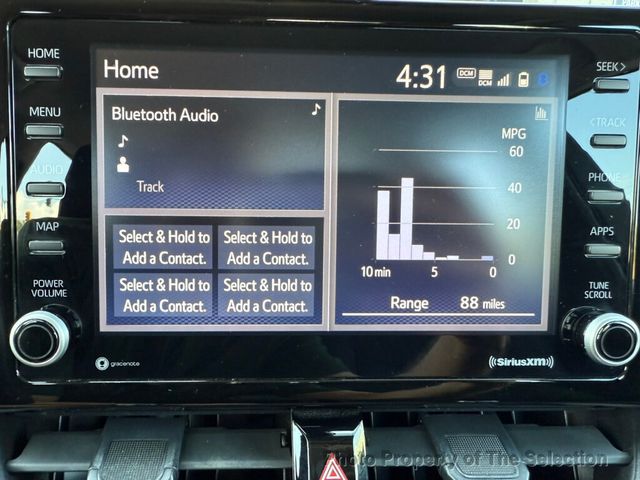 HOME
MENU
AUDIO
MAP
POWER
VOLUME
Home
4:31
DCM
DCM
Bluetooth Audio
Track
Select & Hold to
Add a Contact.
Select & Hold to
Add a Contact.
Select & Hold to
Add a Contact.
Select & Hold to
Add a Contact.
MPG
60
40
20
0
10 min 5 0
Range 88 miles
SEEK >
< TRACK
PHONE
APPS
TUNE
SCROLL
gracenote
((SiriusXM))
Photo Property of The Selection